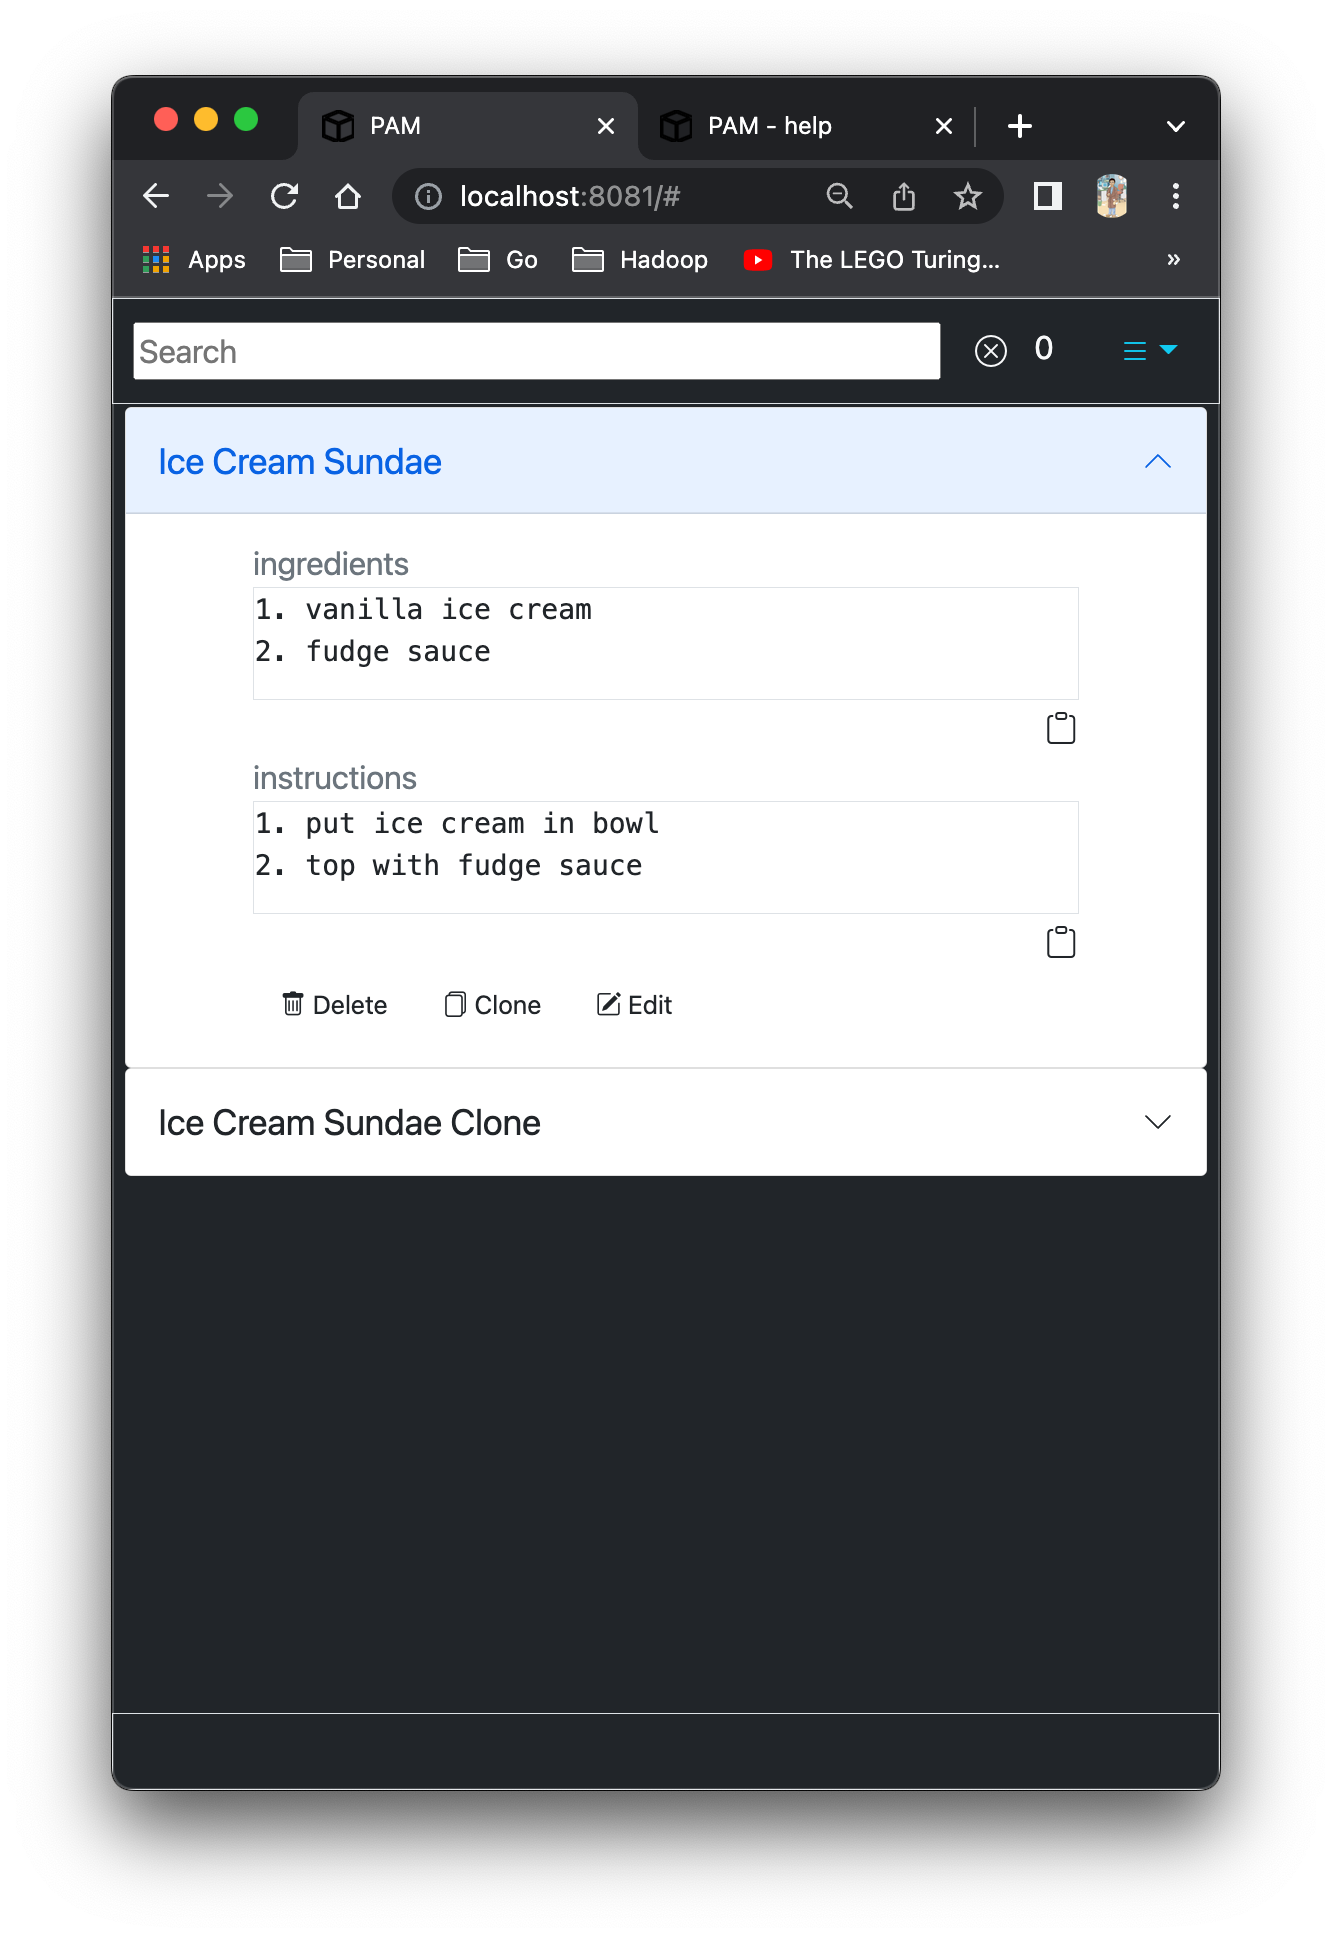 PAM
PAM - help
localhost:8081/#
Apps Personal Go Hadoop The LEGO Turing...
Search 0
Ice Cream Sundae
ingredients
1. vanilla ice cream
2. fudge sauce
instructions
1. put ice cream in bowl
2. top with fudge sauce
Delete Clone Edit
Ice Cream Sundae Clone